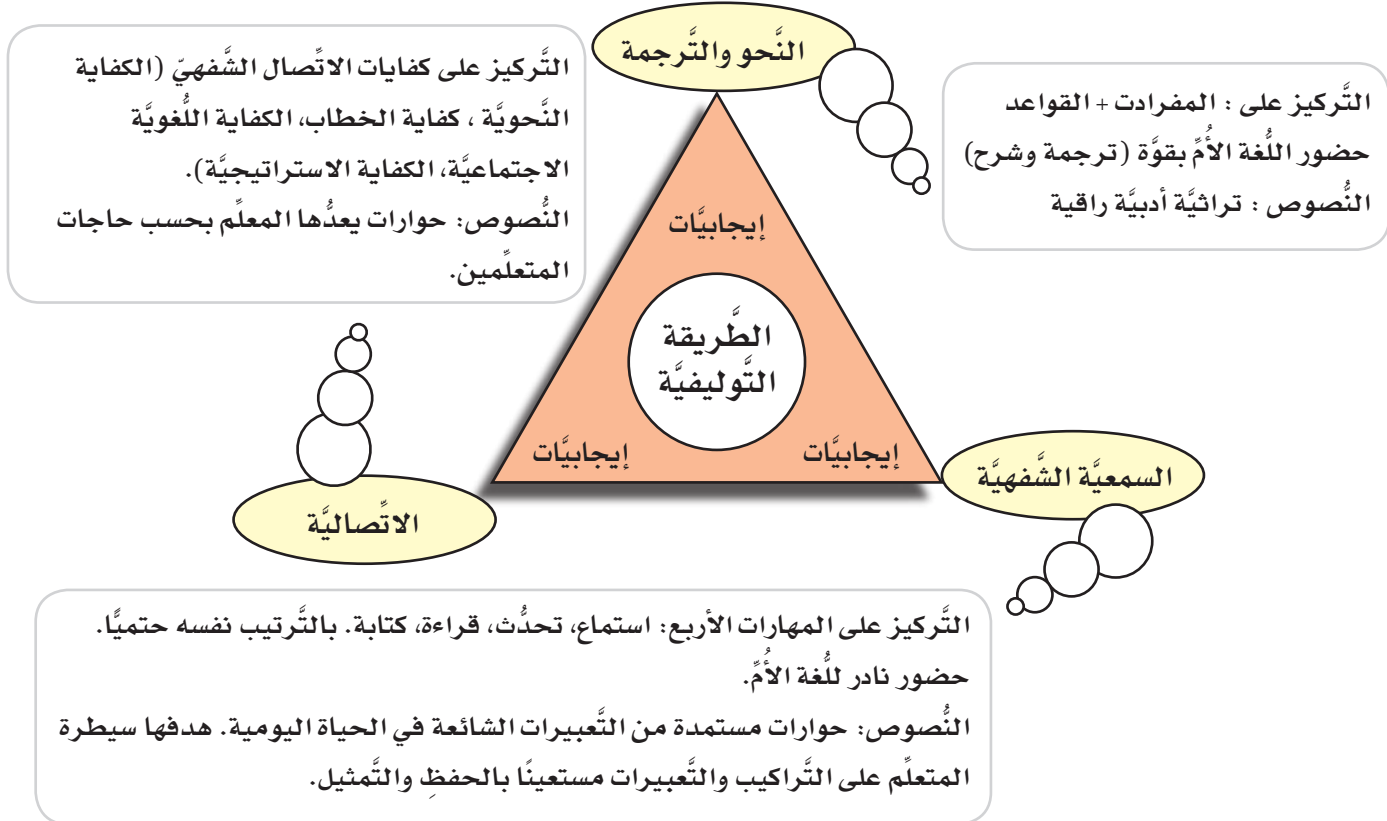 النَّحو والتَّرجمة
التَّركيز على : المفرادت + القواعد
حضور اللُّغة الأُمِّ بقوَّة (ترجمة وشرح)
النُّصوص : تراثيَّة أدبيَّة راقية
التَّركيز على كفايات الاتِّصال الشَّفهيّ (الكفاية
النَّحويَّة ، كفاية الخطاب، الكفاية اللُّغويَّة
الاجتماعيَّة، الكفاية الاستراتيجيَّة).
النُّصوص: حوارات يعدُّها المعلِّم بحسب حاجات
المتعلِّمين.
إيجابيَّات
الطَّريقة
التَّوليفيَّة
إيجابيَّات
إيجابيَّات
السمعيَّة الشَّفهيَّة
الاتِّصاليَّة
التَّركيز على المهارات الأربع: استماع، تحدُّث، قراءة، كتابة. بالتَّرتيب نفسه حتميًّا.
حضور نادر للُّغة الأُمِّ.
النُّصوص: حوارات مستمدة من التَّعبيرات الشائعة في الحياة اليومية. هدفها سيطرة
المتعلِّم على التَّراكيب والتَّعبيرات مستعينًا بالحفظِ والتَّمثيل.